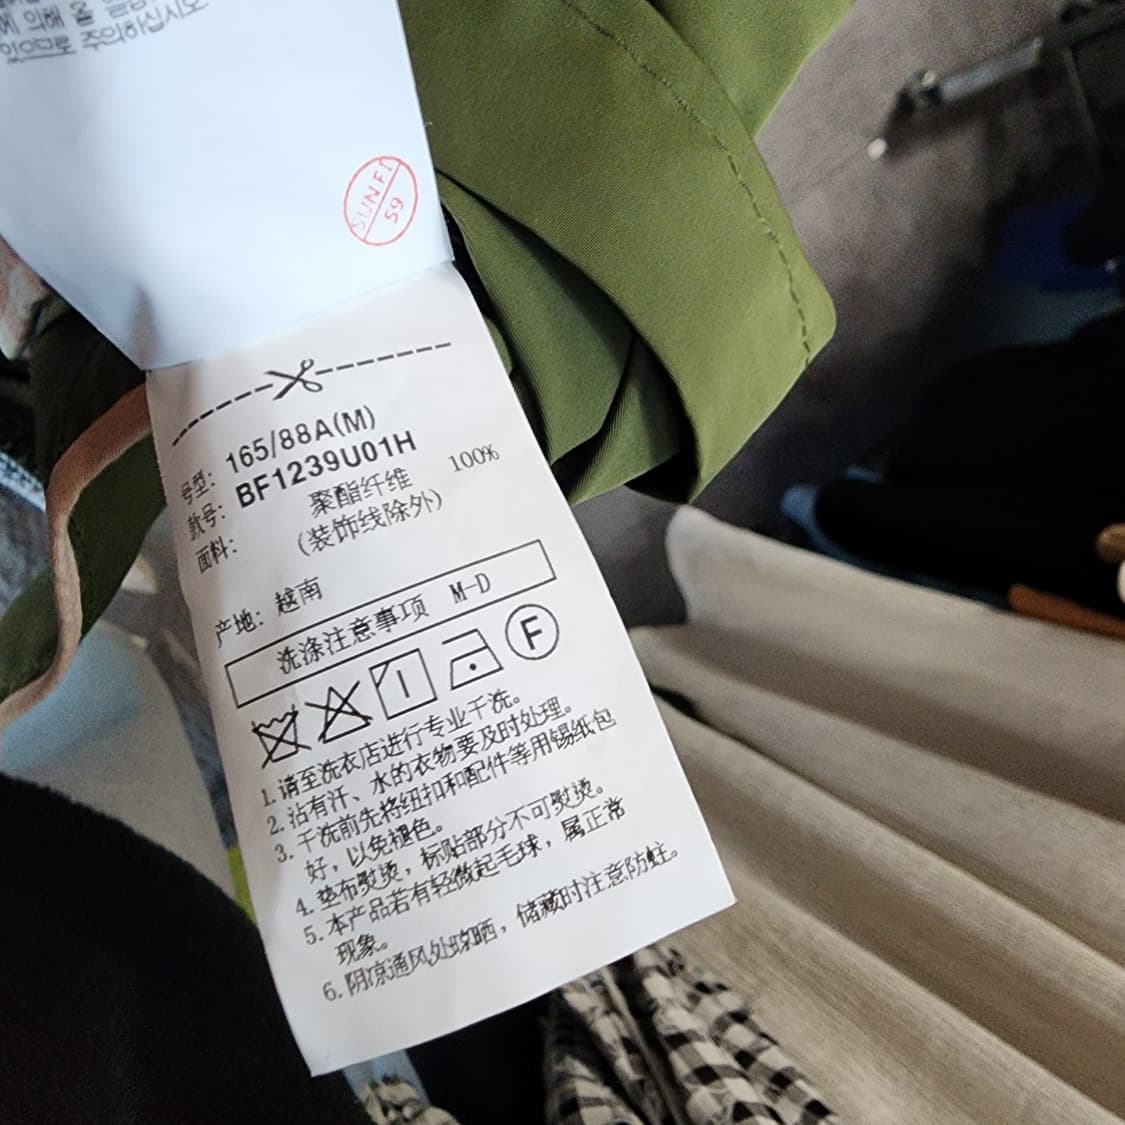 에 의해 올
있으므로 주의하십시오
SUNFI
59
号型: 165/88A(M)
款号: BF1239U01H
面料: 聚酯纤维 100%
(装饰线除外)
产地: 越南
洗涤注意事项 M-D
F
1.请至洗衣店进行专业干洗。
2.沾有汗、水的衣物要及时处理。
3.干洗前先将纽扣和配件等用锡纸包
好，以免褪色。
4.垫布熨烫，标贴部分不可熨烫。
5.本产品若有轻微起毛球，属正常
现象。
6.阴凉通风处晾晒，储藏时注意防蛀。